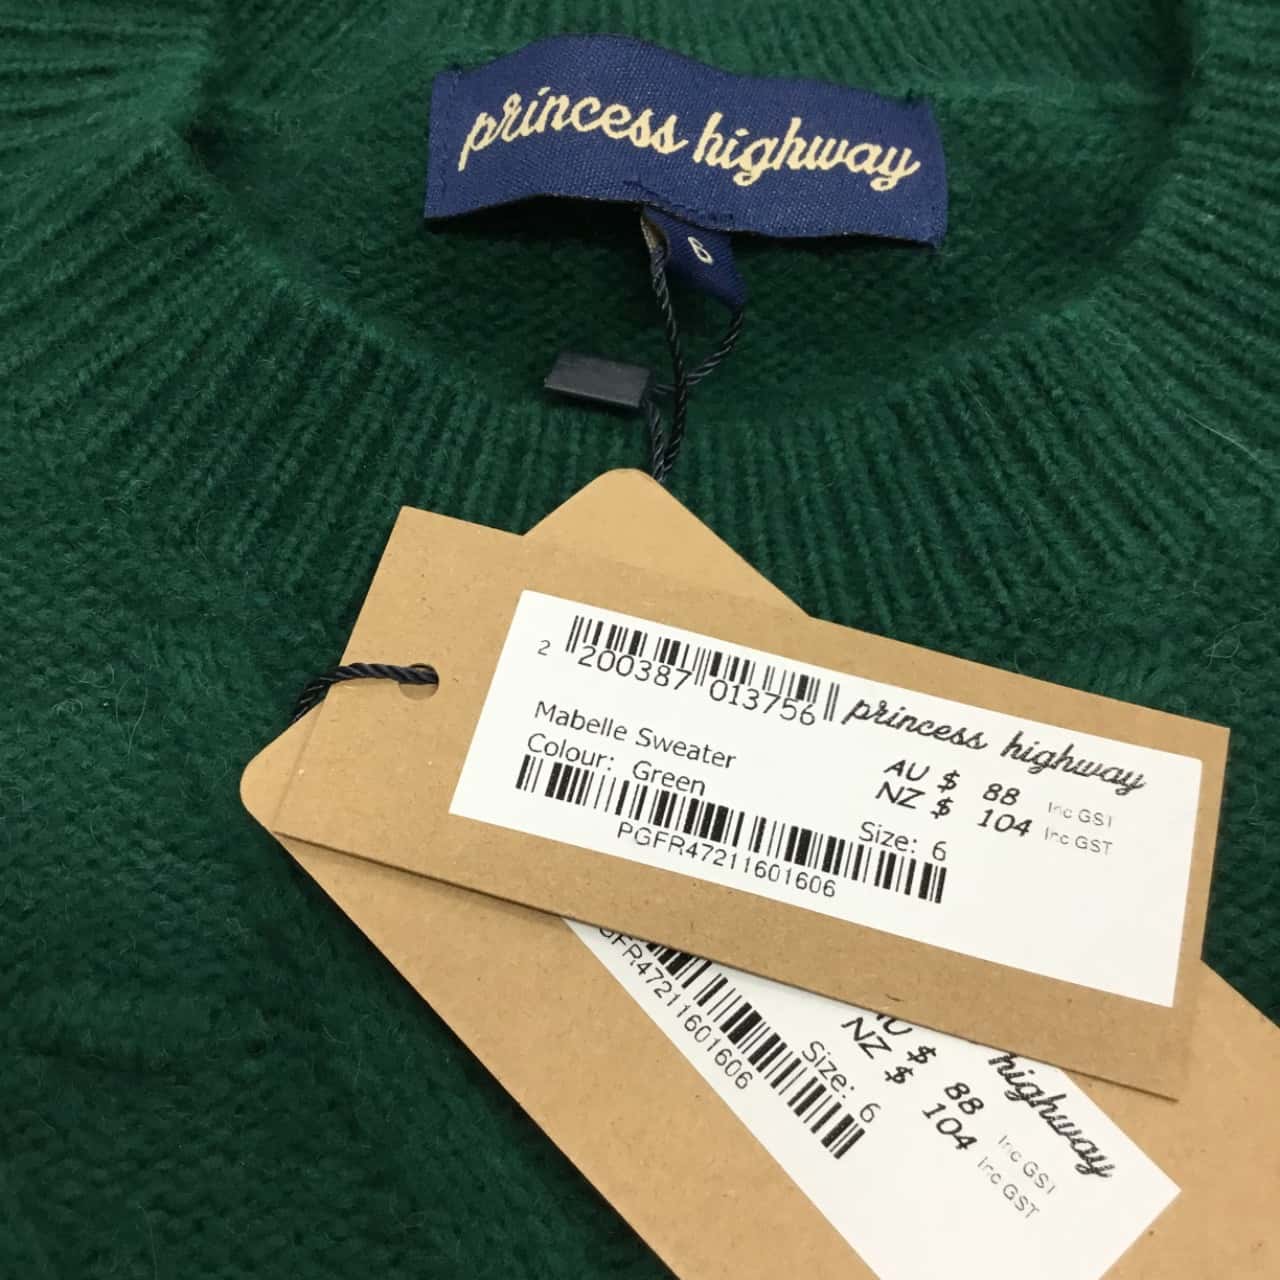 princess highway
6
2 200387 013756
princess highway
Mabelle Sweater
Colour: Green
AU $ 88 Inc GST
NZ $ 104 Inc GST
Size: 6
PGFR47211601606
GFR47211601606
highway
AU $ 88 Inc GST
NZ $ 104 Inc GST
Size: 6